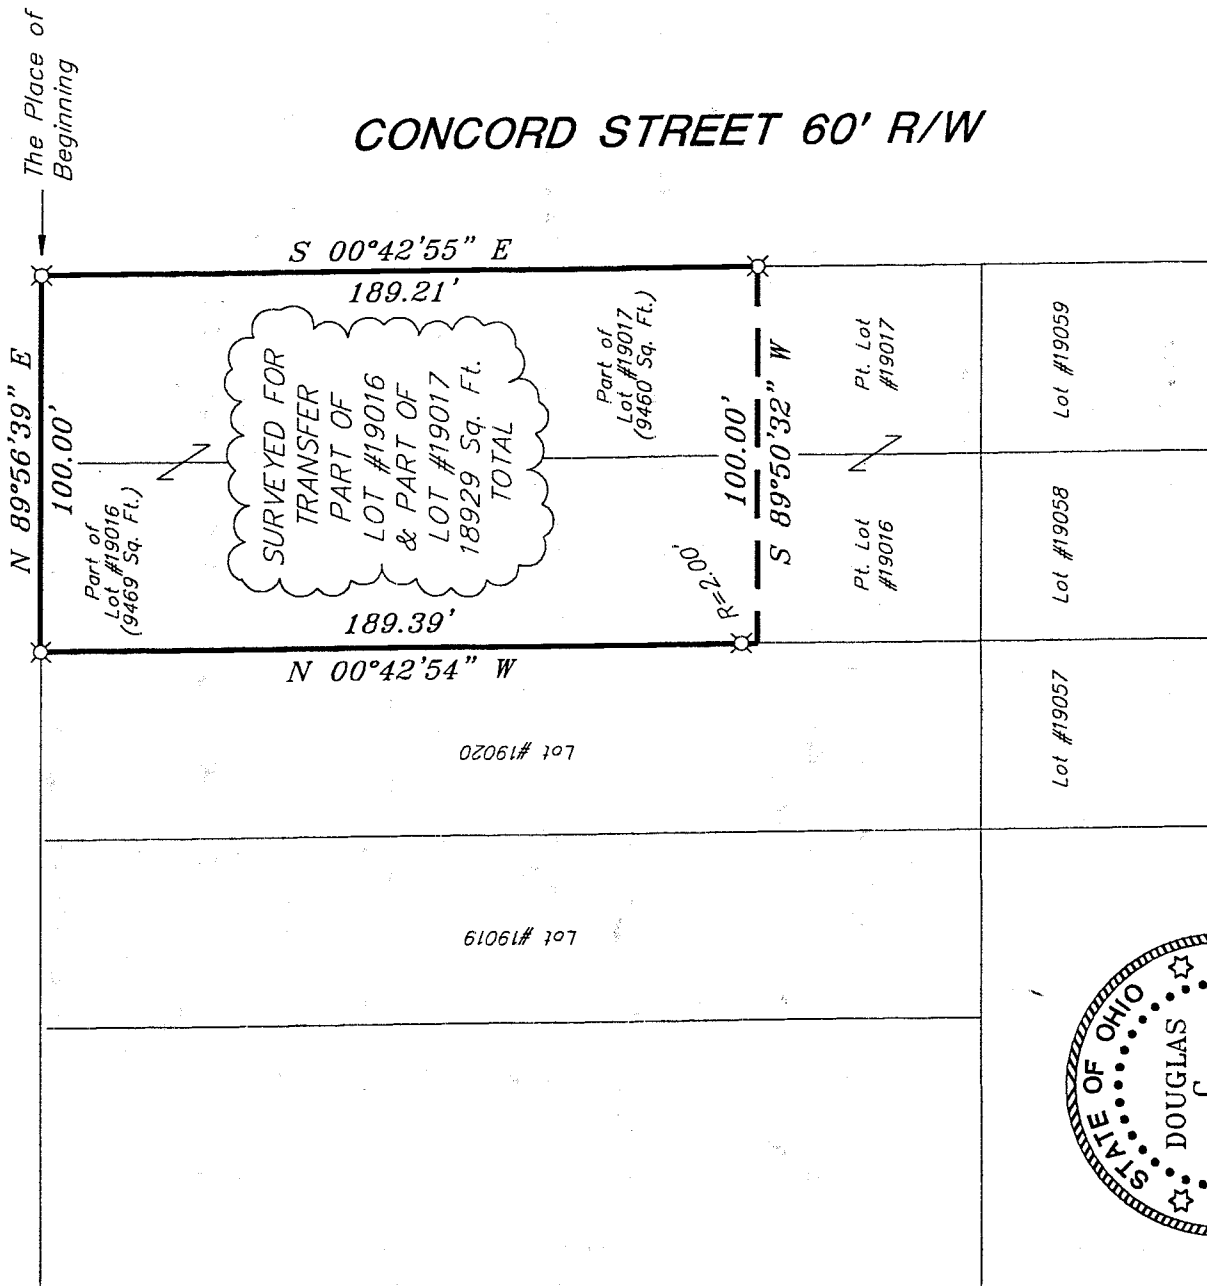 The Place of
Beginning
CONCORD STREET 60' R/W
S 00°42'55" E
189.21'
N 89°56'39" E
100.00'
Part of
Lot #19016
(9469 Sq. Ft.)
SURVEYED FOR
TRANSFER
PART OF
LOT #19016
& PART OF
LOT #19017
18929 Sq. Ft.
TOTAL
Part of
Lot #19017
(9460 Sq. Ft.)
100.00'
S 89°50'32" W
R=2.00'
189.39'
N 00°42'54" W
Pt. Lot
#19017
Pt. Lot
#19016
Lot #19059
Lot #19058
Lot #19057
Lot #19020
Lot #19019
STATE OF OHIO
DOUGLAS